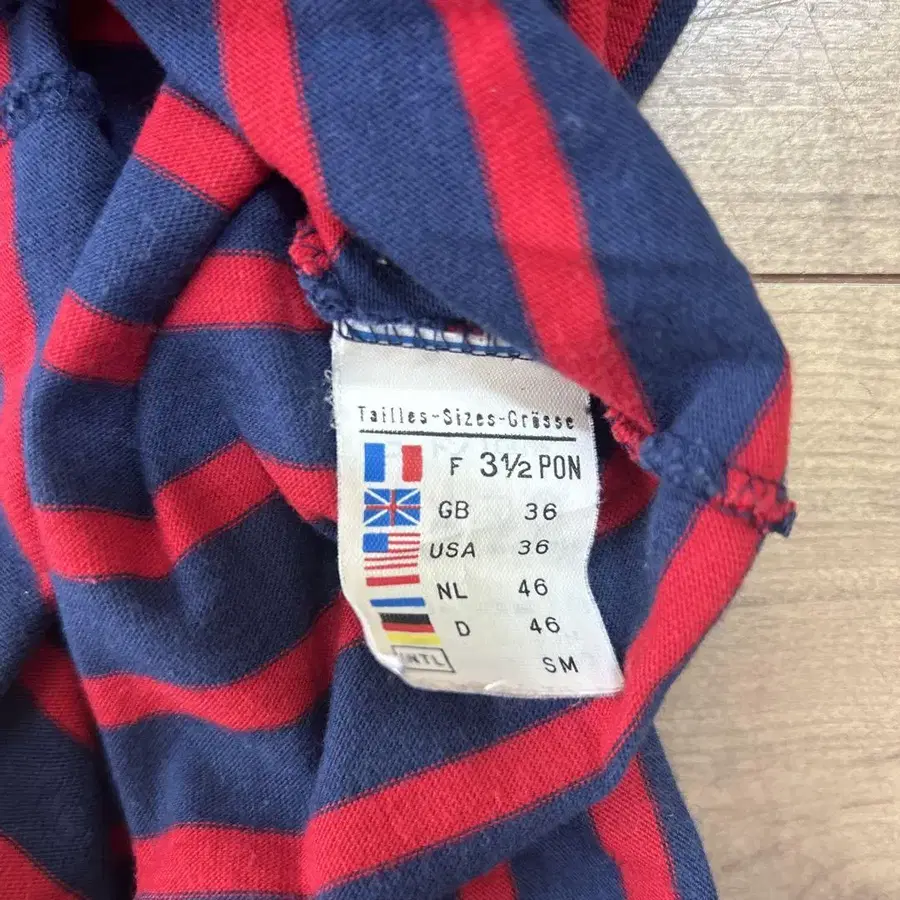 Tailles-Sizes-Grösse
F 3½ PON
GB 36
USA 36
NL 46
D 46
INTL SM